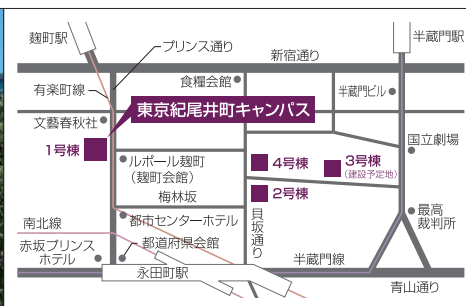 麹町駅
プリンス通り
新宿通り
半蔵門駅
有楽町線
食糧会館
半蔵門ビル
文藝春秋社
東京紀尾井町キャンパス
1号棟
国立劇場
ルポール麹町
(麹町会館)
4号棟
3号棟
(建設予定地)
梅林坂
2号棟
貝坂通り
都市センターホテル
最高
裁判所
南北線
都道府県会館
赤坂プリンス
ホテル
半蔵門線
永田町駅
青山通り